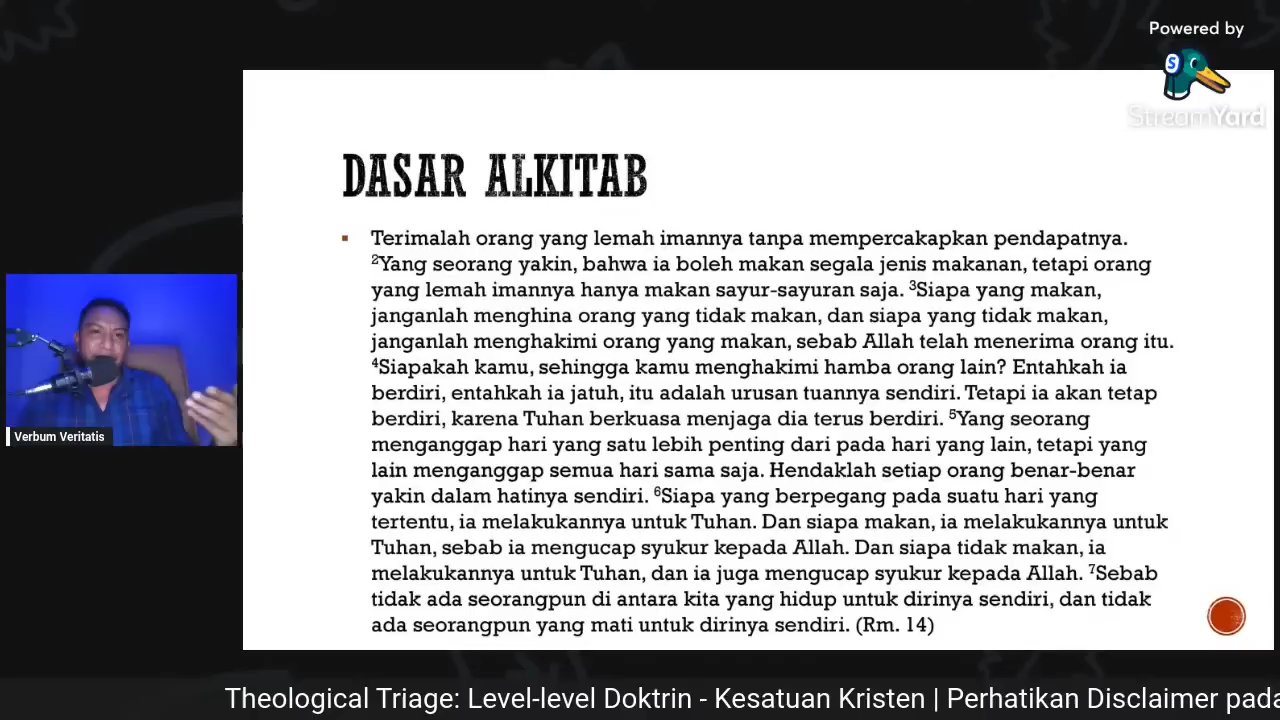 Powered by
StreamYard
DASAR ALKITAB
Terimalah orang yang lemah imannya tanpa mempercakapkan pendapatnya.
²Yang seorang yakin, bahwa ia boleh makan segala jenis makanan, tetapi orang
yang lemah imannya hanya makan sayur-sayuran saja. ³Siapa yang makan,
janganlah menghina orang yang tidak makan, dan siapa yang tidak makan,
janganlah menghakimi orang yang makan, sebab Allah telah menerima orang itu.
⁴Siapakah kamu, sehingga kamu menghakimi hamba orang lain? Entahkah ia
berdiri, entahkah ia jatuh, itu adalah urusan tuannya sendiri. Tetapi ia akan tetap
berdiri, karena Tuhan berkuasa menjaga dia terus berdiri. ⁵Yang seorang
menganggap hari yang satu lebih penting dari pada hari yang lain, tetapi yang
lain menganggap semua hari sama saja. Hendaklah setiap orang benar-benar
yakin dalam hatinya sendiri. ⁶Siapa yang berpegang pada suatu hari yang
tertentu, ia melakukannya untuk Tuhan. Dan siapa makan, ia melakukannya untuk
Tuhan, sebab ia mengucap syukur kepada Allah. Dan siapa tidak makan, ia
melakukannya untuk Tuhan, dan ia juga mengucap syukur kepada Allah. ⁷Sebab
tidak ada seorangpun di antara kita yang hidup untuk dirinya sendiri, dan tidak
ada seorangpun yang mati untuk dirinya sendiri. (Rm. 14)
Verbum Veritatis
Theological Triage: Level-level Doktrin - Kesatuan Kristen | Perhatikan Disclaimer pada